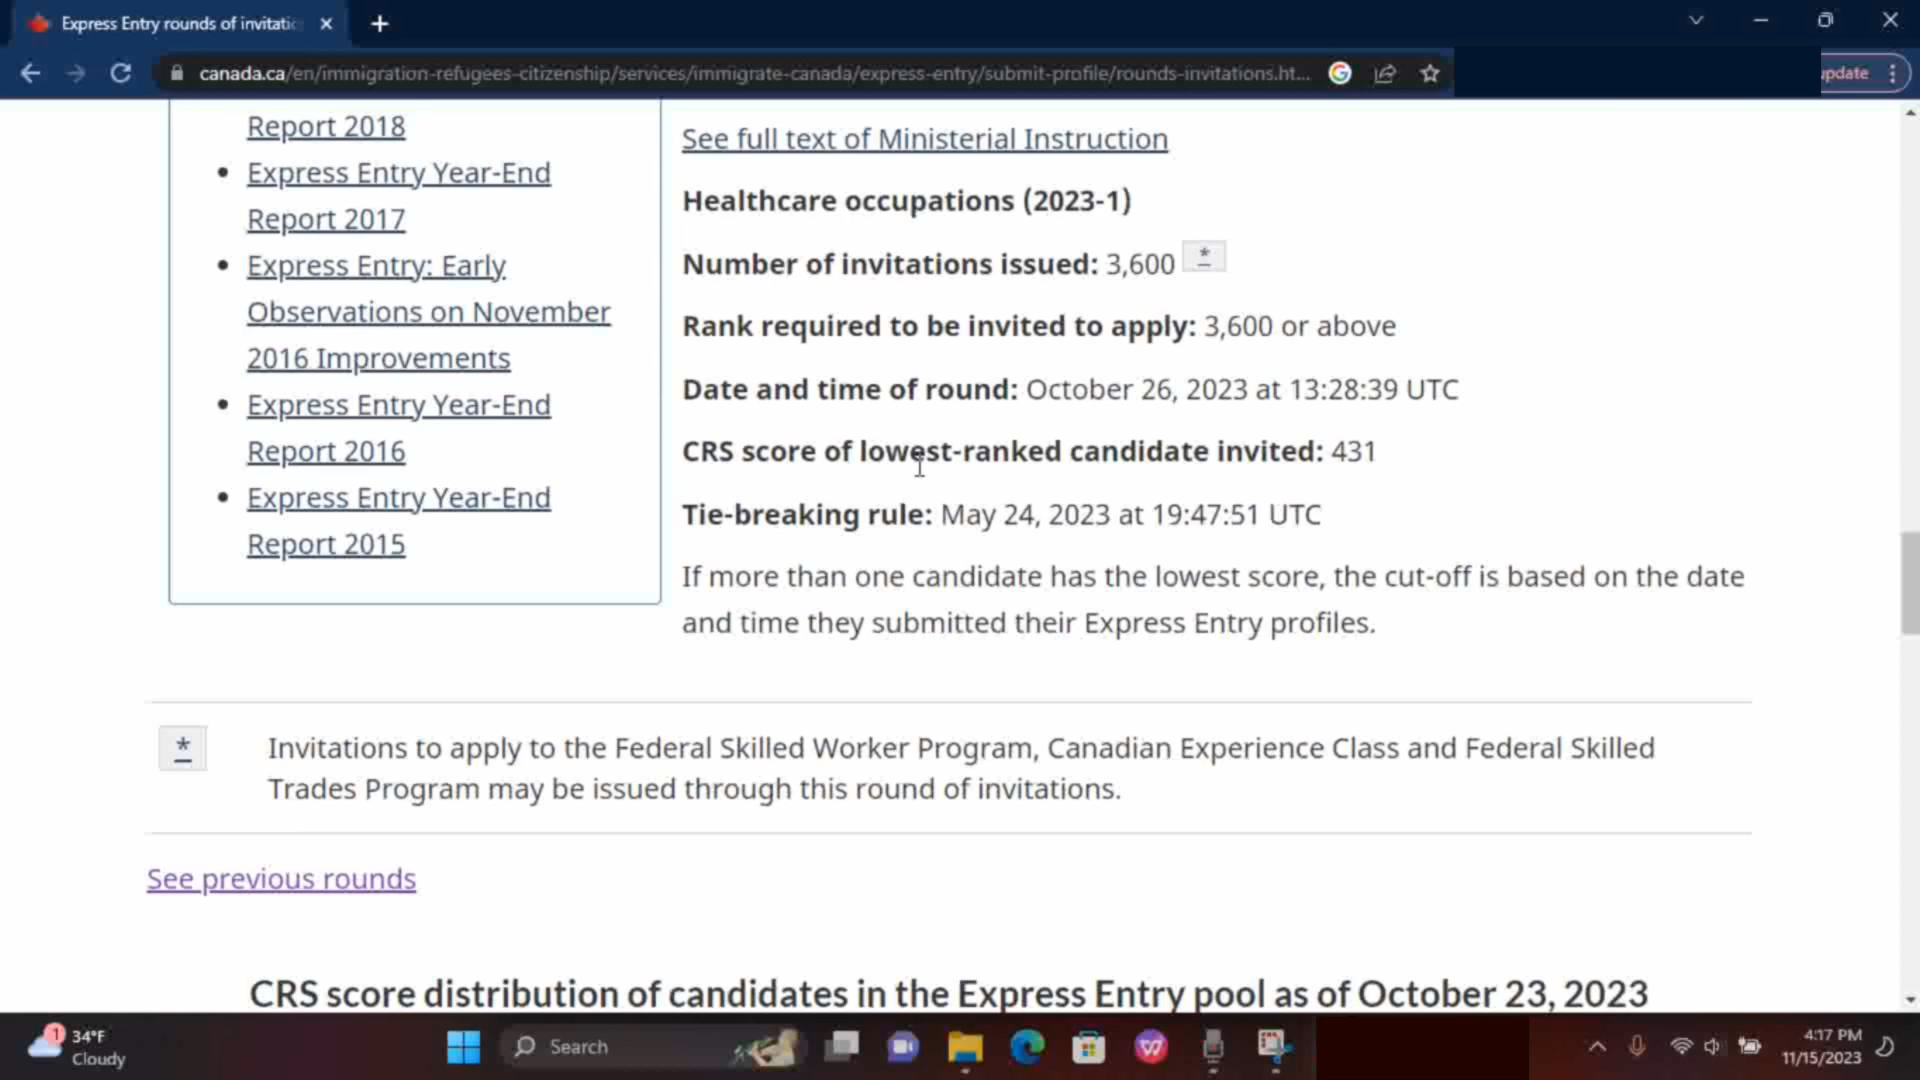 Express Entry rounds of invitatio
canada.ca/en/immigration-refugees-citizenship/services/immigrate-canada/express-entry/submit-profile/rounds-invitations.ht...
update
Report 2018
Express Entry Year-End
Report 2017
Express Entry: Early
Observations on November
2016 Improvements
Express Entry Year-End
Report 2016
Express Entry Year-End
Report 2015
See full text of Ministerial Instruction
Healthcare occupations (2023-1)
Number of invitations issued: 3,600 *
Rank required to be invited to apply: 3,600 or above
Date and time of round: October 26, 2023 at 13:28:39 UTC
CRS score of lowest-ranked candidate invited: 431
Tie-breaking rule: May 24, 2023 at 19:47:51 UTC
If more than one candidate has the lowest score, the cut-off is based on the date
and time they submitted their Express Entry profiles.
* Invitations to apply to the Federal Skilled Worker Program, Canadian Experience Class and Federal Skilled
Trades Program may be issued through this round of invitations.
See previous rounds
CRS score distribution of candidates in the Express Entry pool as of October 23, 2023
1
34°F
Cloudy
Search
4:17 PM
11/15/2023